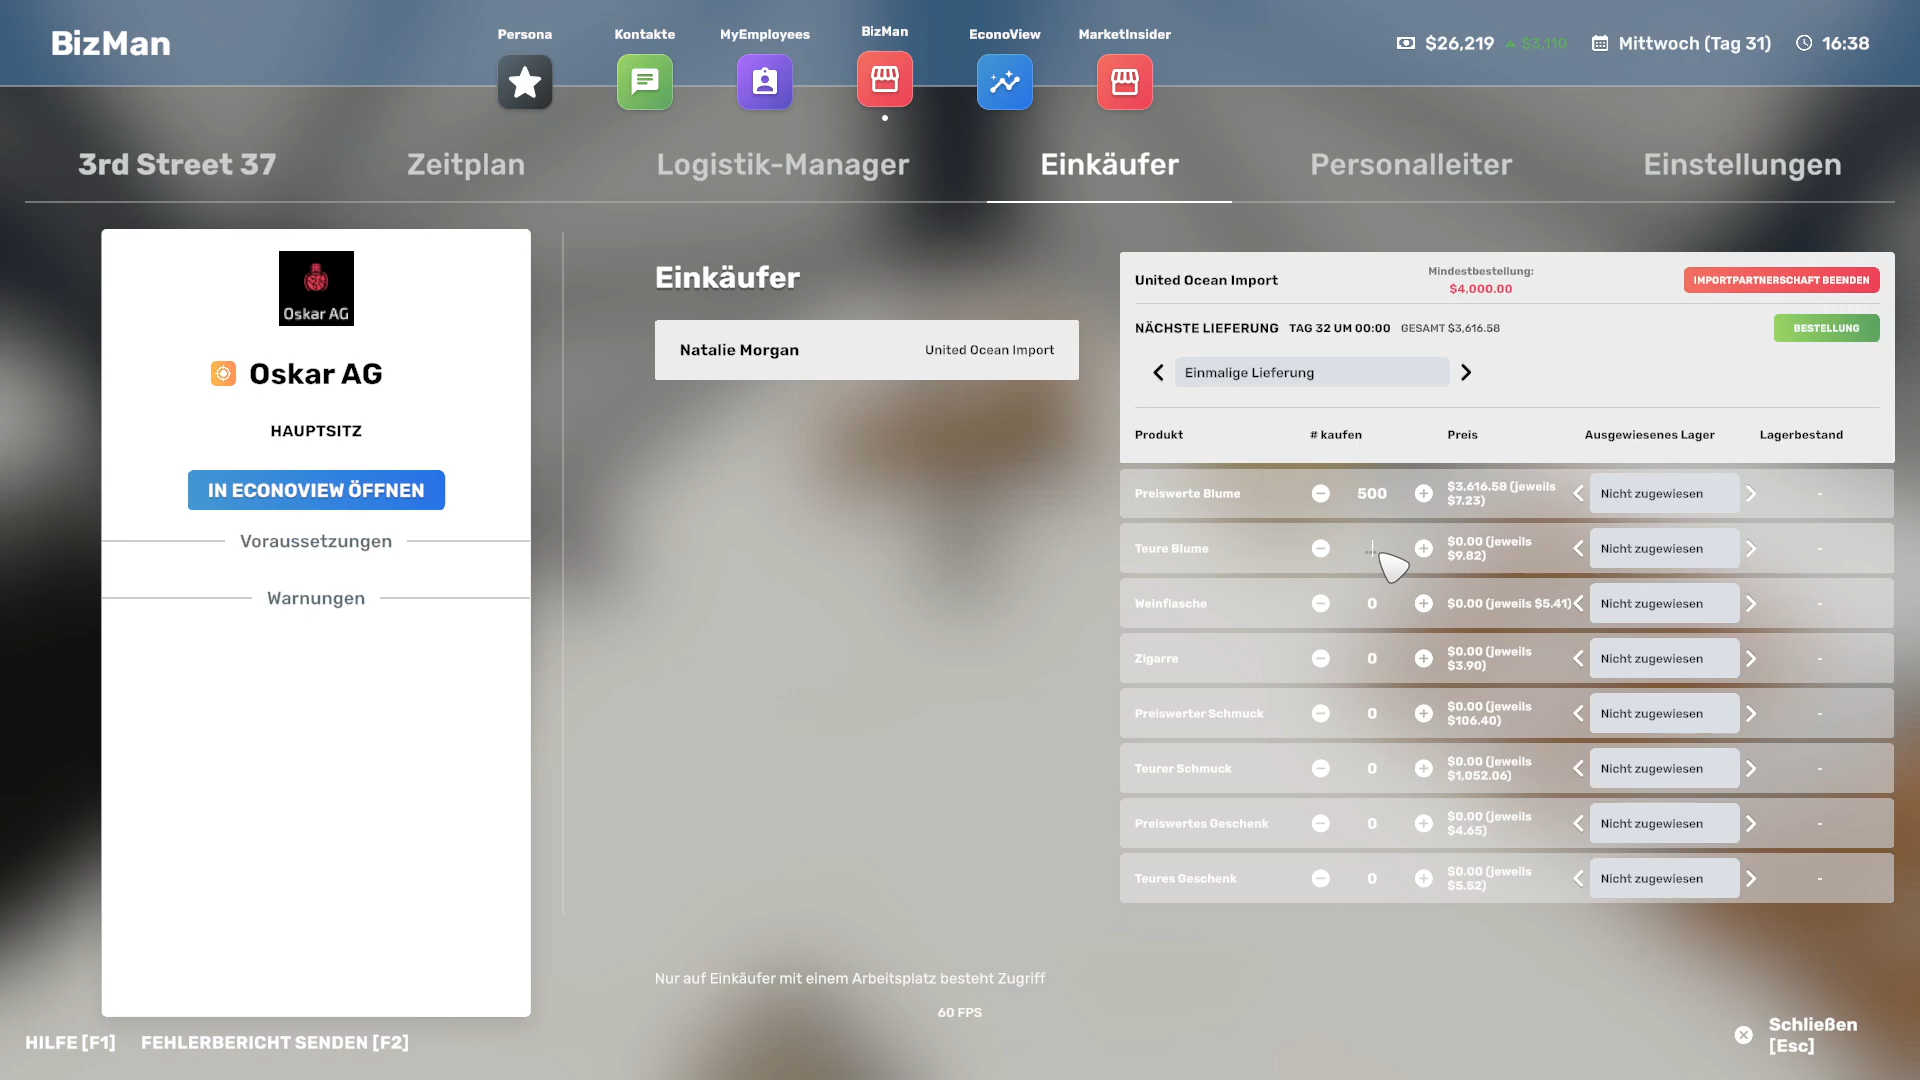 BizMan
Persona
Kontakte
MyEmployees
BizMan
EconoView
MarketInsider
$26,219
$3,110
Mittwoch (Tag 31)
16:38
3rd Street 37
Zeitplan
Logistik-Manager
Einkäufer
Personalleiter
Einstellungen
Oskar AG
Oskar AG
HAUPTSITZ
IN ECONOVIEW ÖFFNEN
Voraussetzungen
Warnungen
Einkäufer
Natalie Morgan
United Ocean Import
United Ocean Import
Mindestbestellung:
$4,000.00
IMPORTPARTNERSCHAFT BEENDEN
NÄCHSTE LIEFERUNG TAG 32 UM 00:00 GESAMT $3,616.58
BESTELLUNG
Einmalige Lieferung
Produkt # kaufen Preis Ausgewiesenes Lager Lagerbestand
Preiswerte Blume 500 $3,616.58 (jeweils
$7.23)
Nicht zugewiesen -
Teure Blume ... $0.00 (jeweils
$9.82)
Nicht zugewiesen -
Weinflasche 0 $0.00 (jeweils $5.41) Nicht zugewiesen -
Zigarre 0 $0.00 (jeweils
$3.90)
Nicht zugewiesen -
Preiswerter Schmuck 0 $0.00 (jeweils
$106.40)
Nicht zugewiesen -
Teurer Schmuck 0 $0.00 (jeweils
$1,052.06)
Nicht zugewiesen -
Preiswertes Geschenk 0 $0.00 (jeweils
$4.65)
Nicht zugewiesen -
Teures Geschenk 0 $0.00 (jeweils
$5.52)
Nicht zugewiesen -
Nur auf Einkäufer mit einem Arbeitsplatz besteht Zugriff
60 FPS
HILFE [F1]
FEHLERBERICHT SENDEN [F2]
Schließen
[Esc]